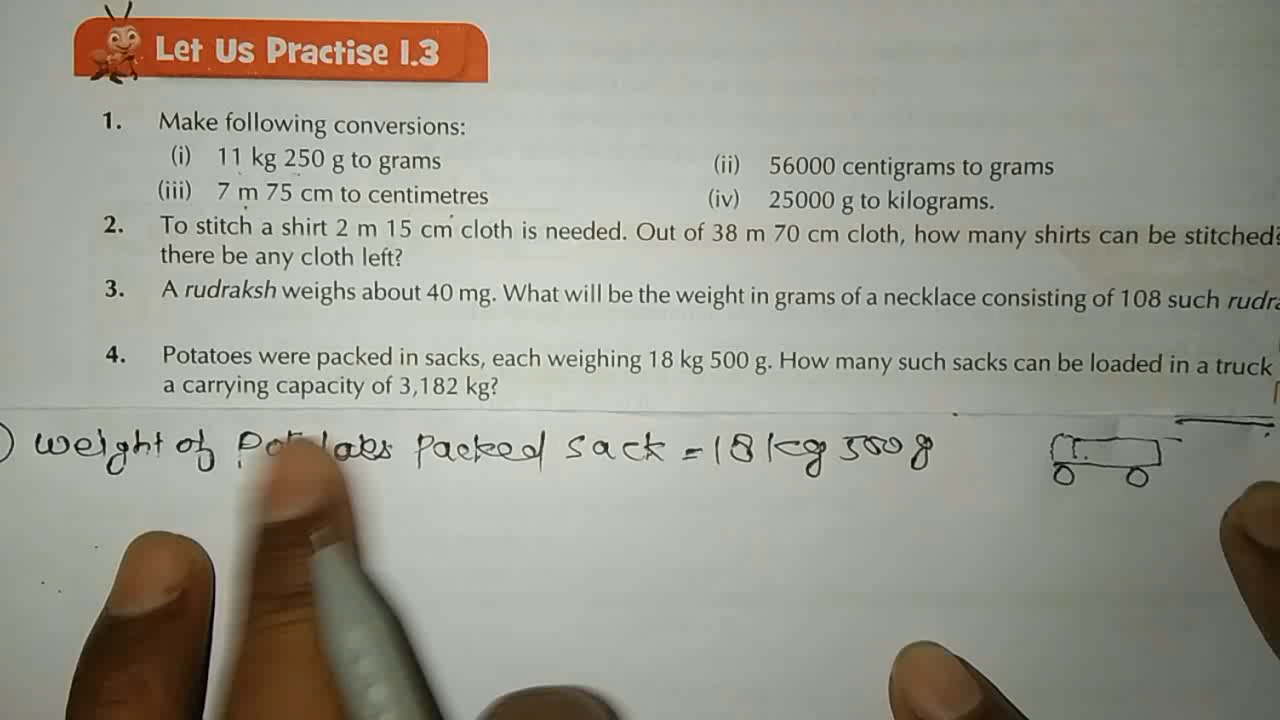 Let Us Practise 1.3
1. Make following conversions:
(i) 11 kg 250 g to grams (ii) 56000 centigrams to grams
(iii) 7 m 75 cm to centimetres (iv) 25000 g to kilograms.
2. To stitch a shirt 2 m 15 cm cloth is needed. Out of 38 m 70 cm cloth, how many shirts can be stitched?
there be any cloth left?
3. A rudraksh weighs about 40 mg. What will be the weight in grams of a necklace consisting of 108 such
4. Potatoes were packed in sacks, each weighing 18 kg 500 g. How many such sacks can be loaded in a truck
a carrying capacity of 3,182 kg?
) weight of packed sack = 18 kg 500 g